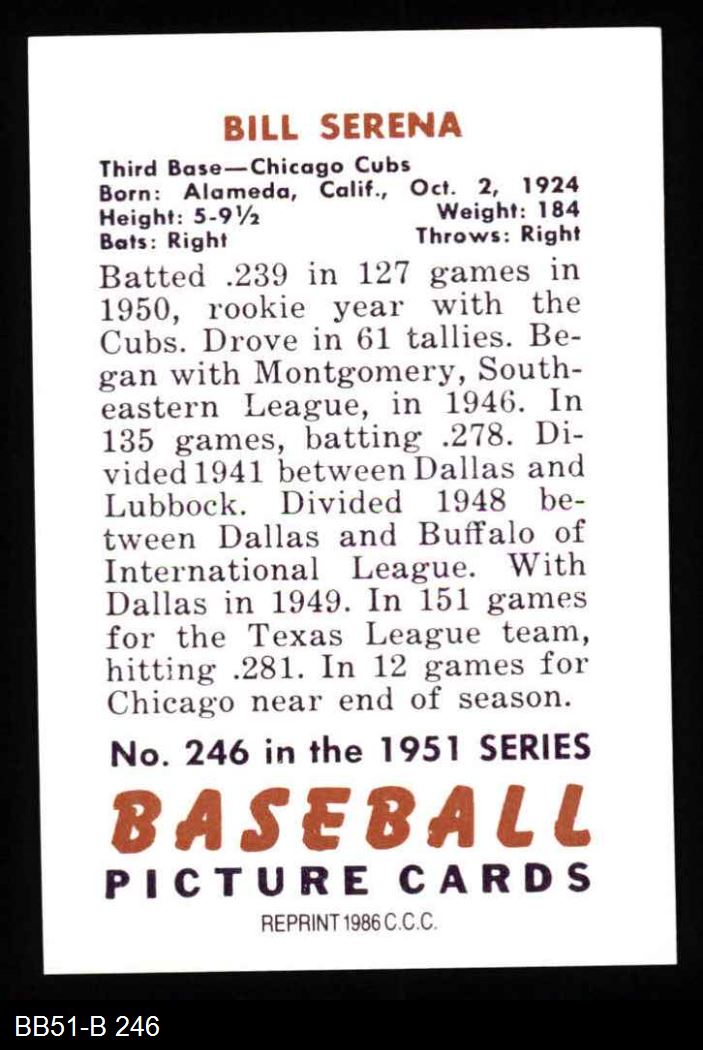 BILL SERENA
Third Base—Chicago Cubs
Born: Alameda, Calif., Oct. 2, 1924
Height: 5-9½ Weight: 184
Bats: Right Throws: Right
Batted .239 in 127 games in
1950, rookie year with the
Cubs. Drove in 61 tallies. Be-
gan with Montgomery, South-
eastern League, in 1946. In
135 games, batting .278. Di-
vided 1941 between Dallas and
Lubbock. Divided 1948 be-
tween Dallas and Buffalo of
International League. With
Dallas in 1949. In 151 games
for the Texas League team,
hitting .281. In 12 games for
Chicago near end of season.
No. 246 in the 1951 SERIES
BASEBALL
PICTURE CARDS
REPRINT 1986 C.C.C.
BB51-B 246